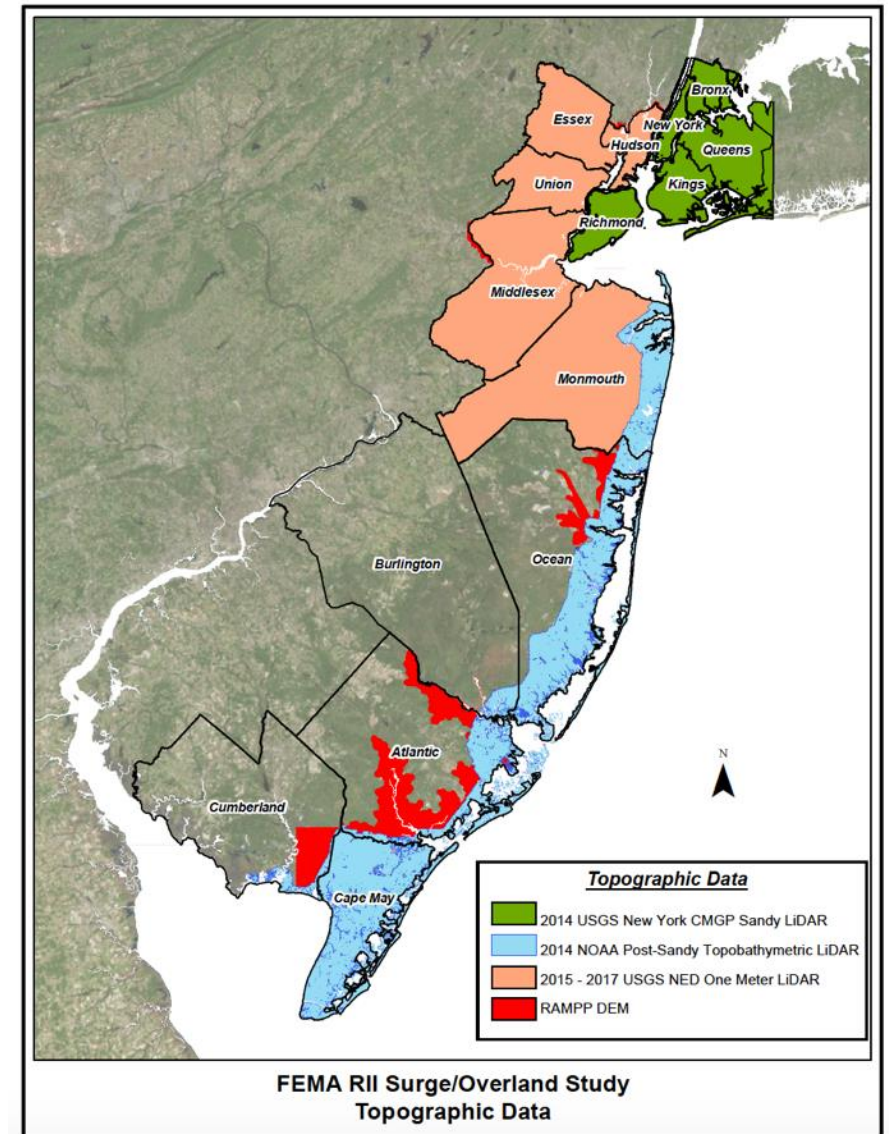 Bronx
New York
Essex
Hudson
Queens
Union
Kings
Richmond
Middlesex
Monmouth
Ocean
Burlington
Atlantic
N
Cumberland
Cape May
Topographic Data
2014 USGS New York CMGP Sandy LiDAR
2014 NOAA Post-Sandy Topobathymetric LiDAR
2015 - 2017 USGS NED One Meter LiDAR
RAMPP DEM
FEMA RII Surge/Overland Study
Topographic Data